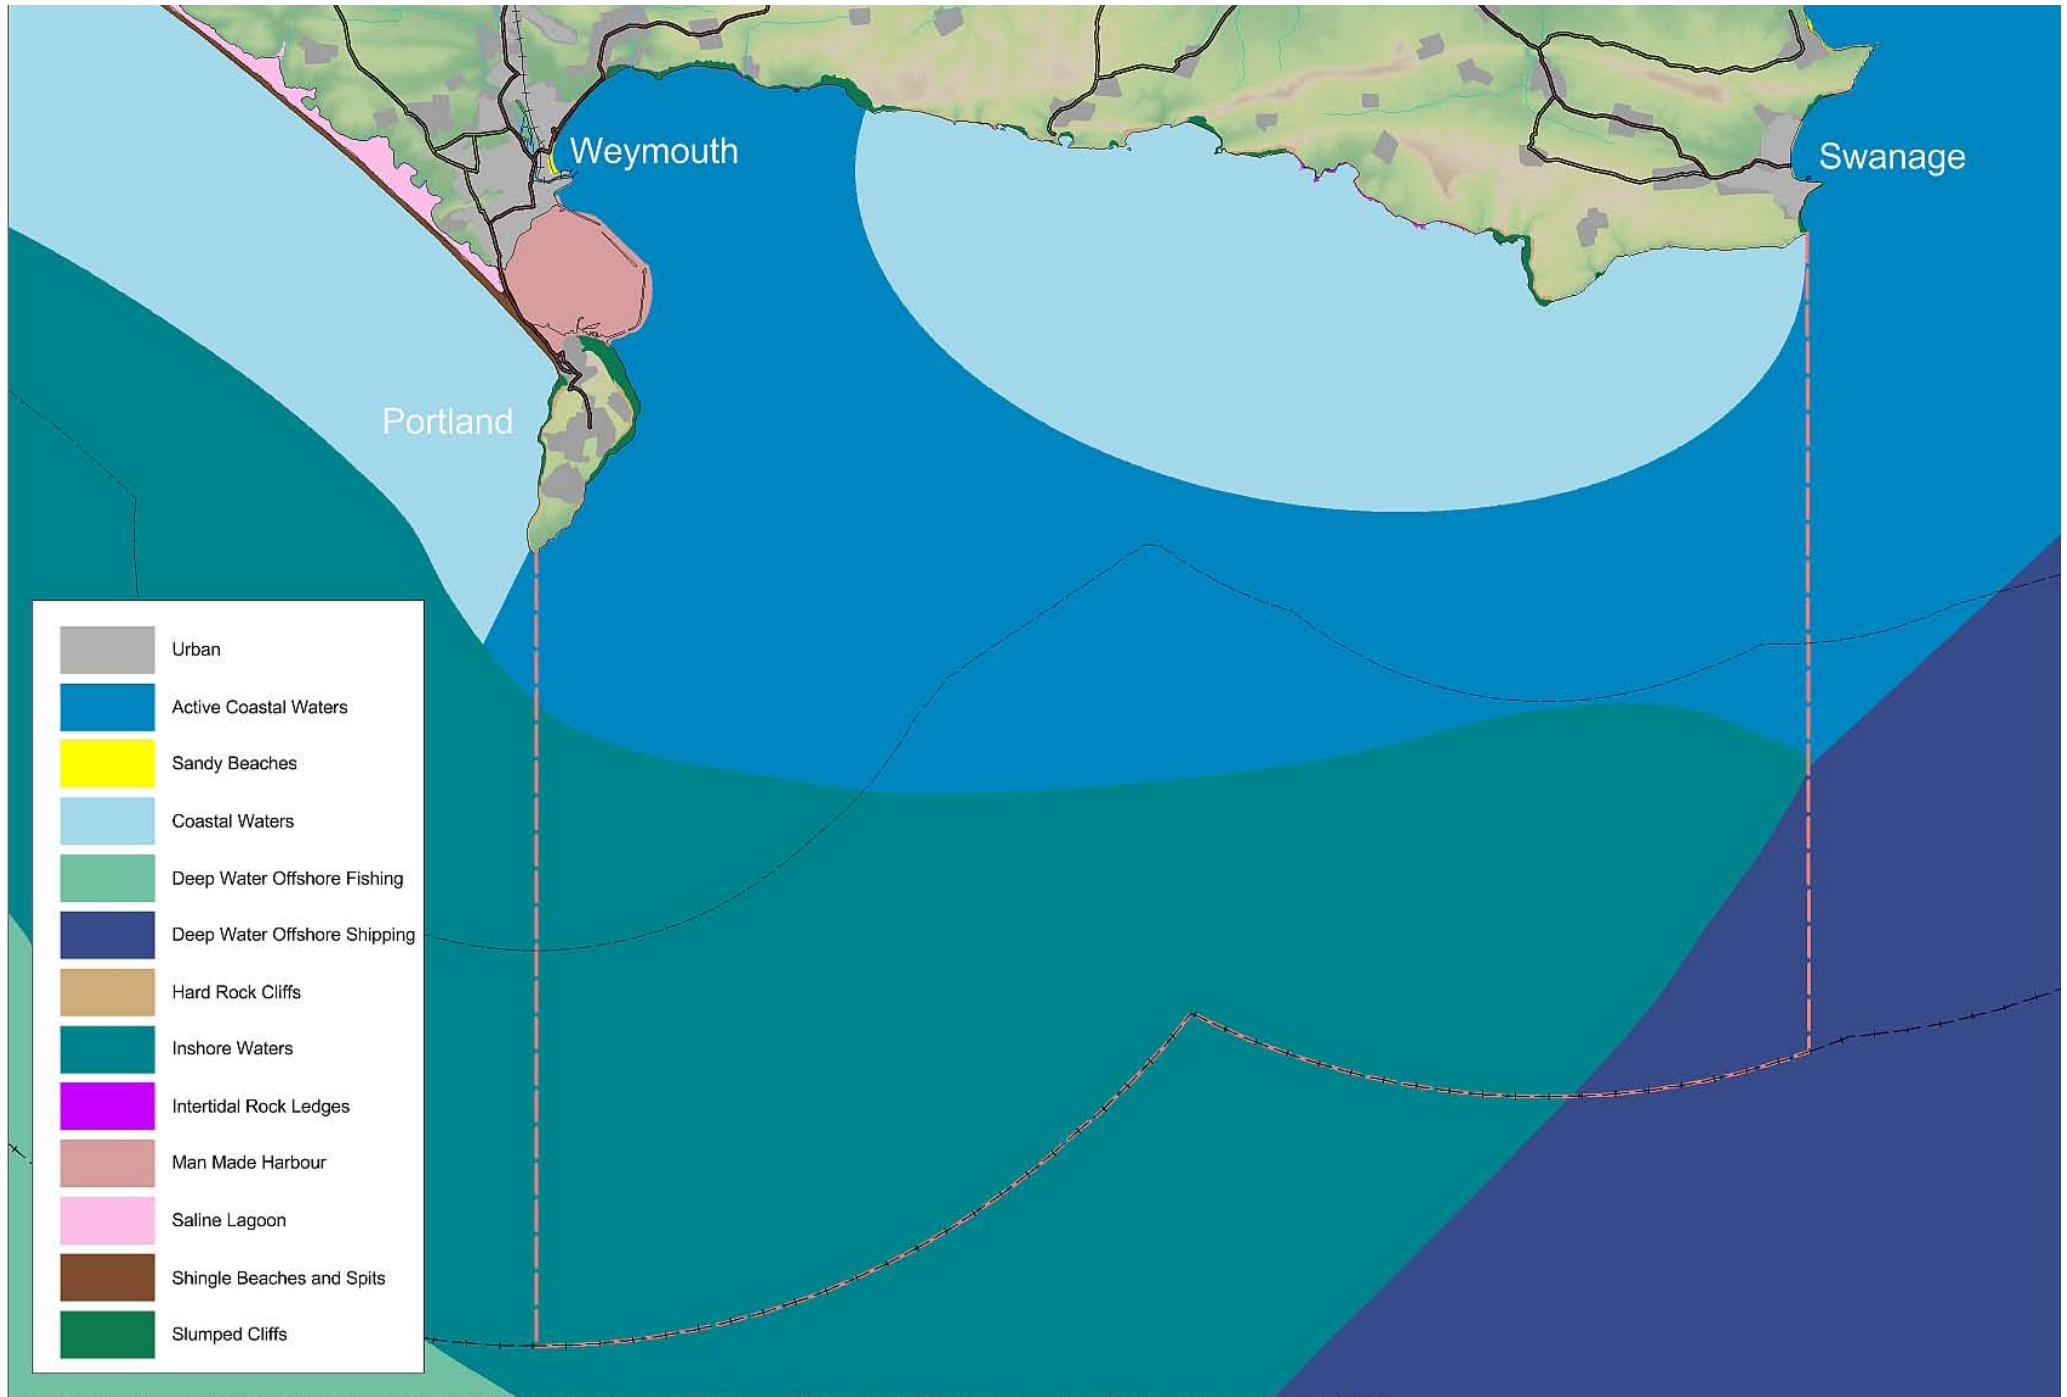 Weymouth
Swanage
Portland
Urban
Active Coastal Waters
Sandy Beaches
Coastal Waters
Deep Water Offshore Fishing
Deep Water Offshore Shipping
Hard Rock Cliffs
Inshore Waters
Intertidal Rock Ledges
Man Made Harbour
Saline Lagoon
Shingle Beaches and Spits
Slumped Cliffs